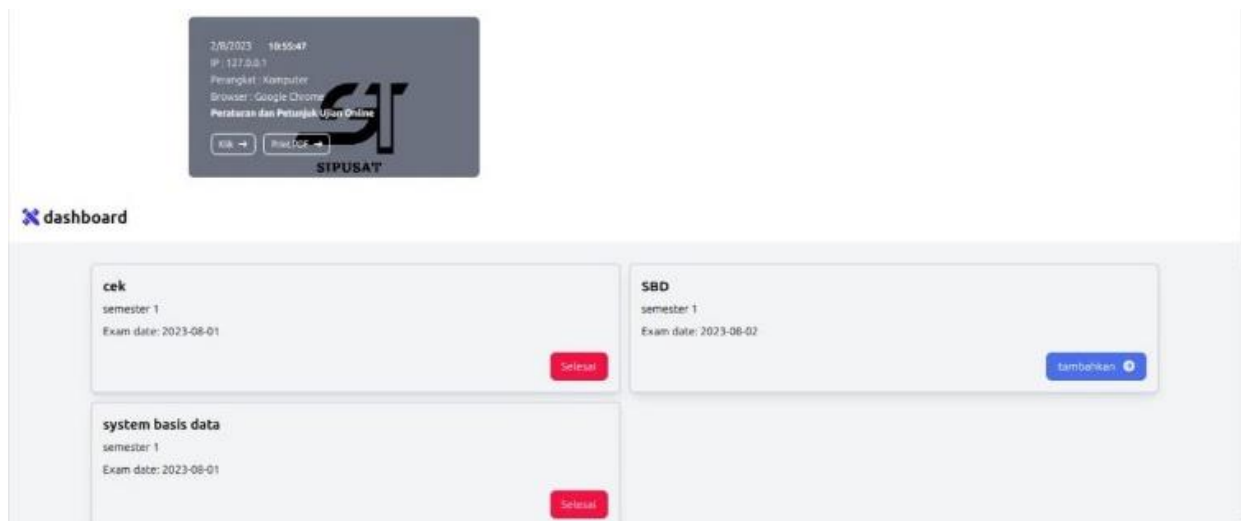 2/8/2023 10:55:47
IP : 127.0.0.1
Perangkat : Komputer
Browser : Google Chrome
Peraturan dan Petunjuk Ujian Online
Klik → Print PDF →
SIPUSAT
dashboard
cek
semester 1
Exam date: 2023-08-01
Selesai
SBD
semester 1
Exam date: 2023-08-02
tambahkan
system basis data
semester 1
Exam date: 2023-08-01
Selesai